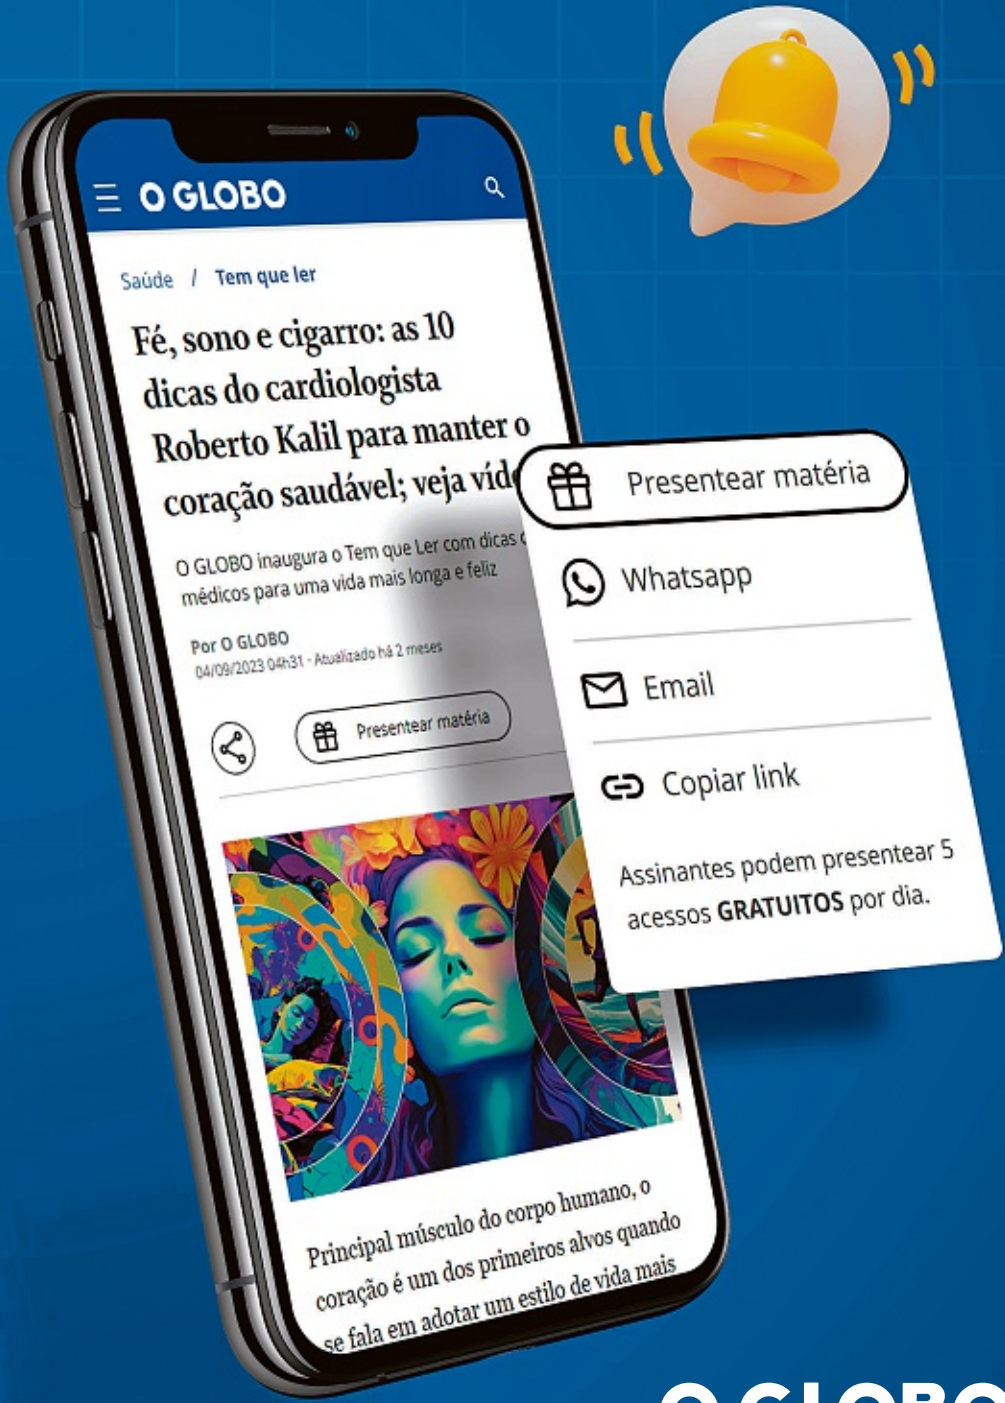 O GLOBO
Saúde / Tem que ler
Fé, sono e cigarro: as 10
dicas do cardiologista
Roberto Kalil para manter o
coração saudável; veja
O GLOBO inaugura o Tem que Ler com dicas
médicos para uma vida mais longa e feliz
Por O GLOBO
04/09/2023 04h31 - Atualizado há 2 meses
Presentear matéria
Principal músculo do corpo humano, o
coração é um dos primeiros alvos quando
se fala em adotar um estilo de vida mais
Presentear matéria
Whatsapp
Email
Copiar link
Assinantes podem presentear 5
acessos GRATUITOS por dia.
O GLOBO